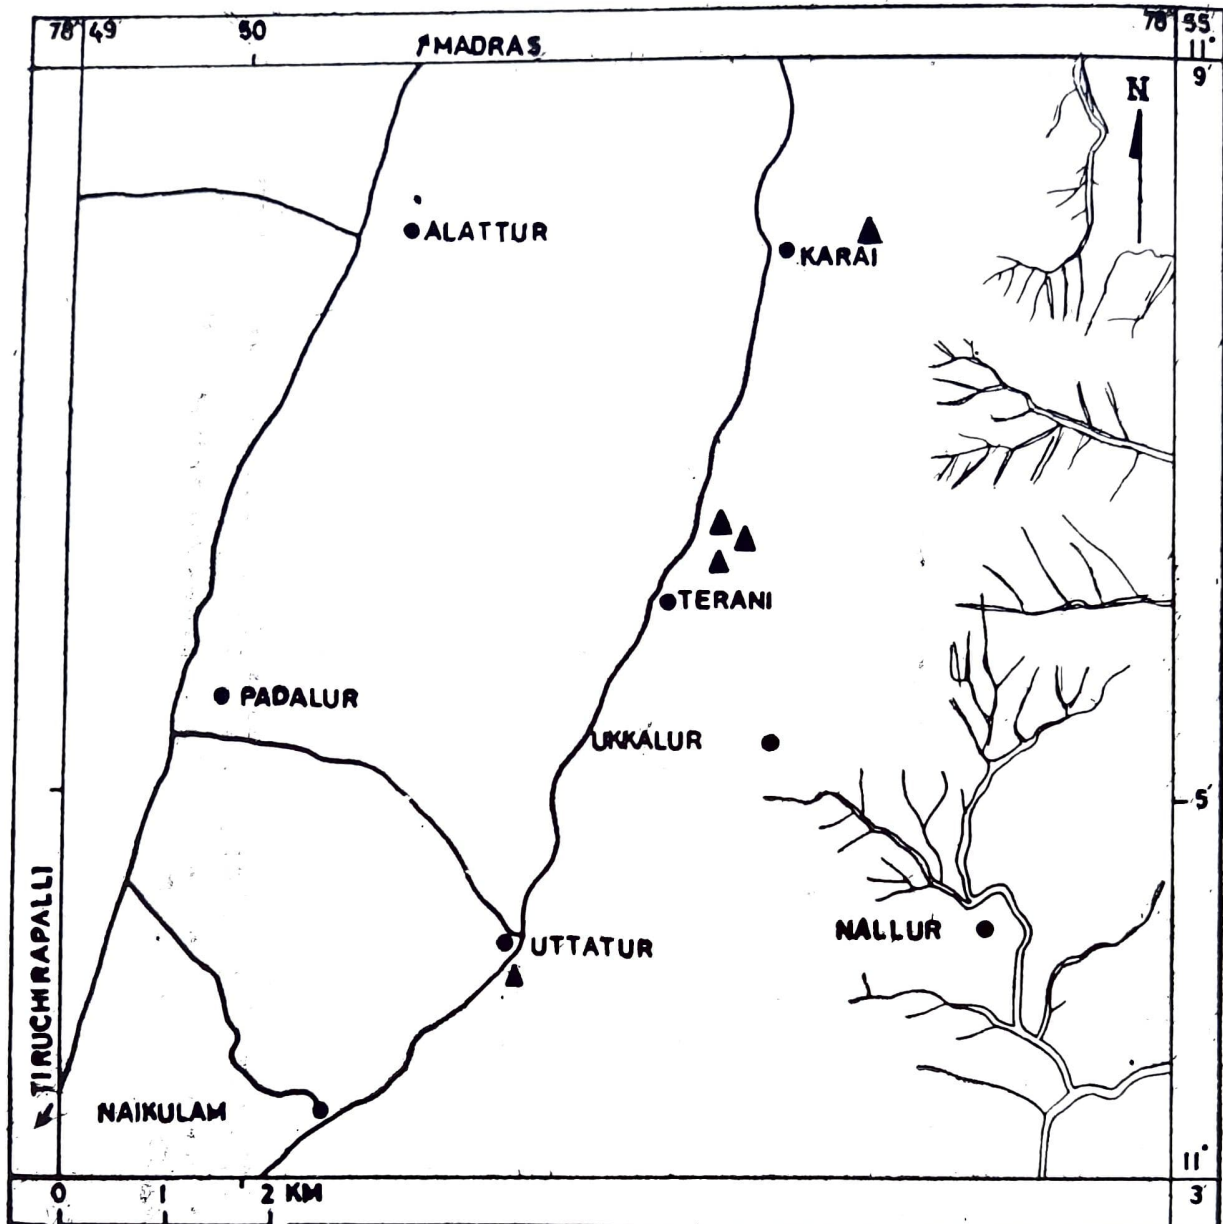 78° 49'
50
MADRAS
78° 55'
11°
9'
N
ALATTUR
KARAI
TERANI
PADALUR
UKKALUR
5'
TIRUCHIRAPALLI
UTTATUR
NALLUR
NAIKULAM
11°
3'
0 1 2 KM